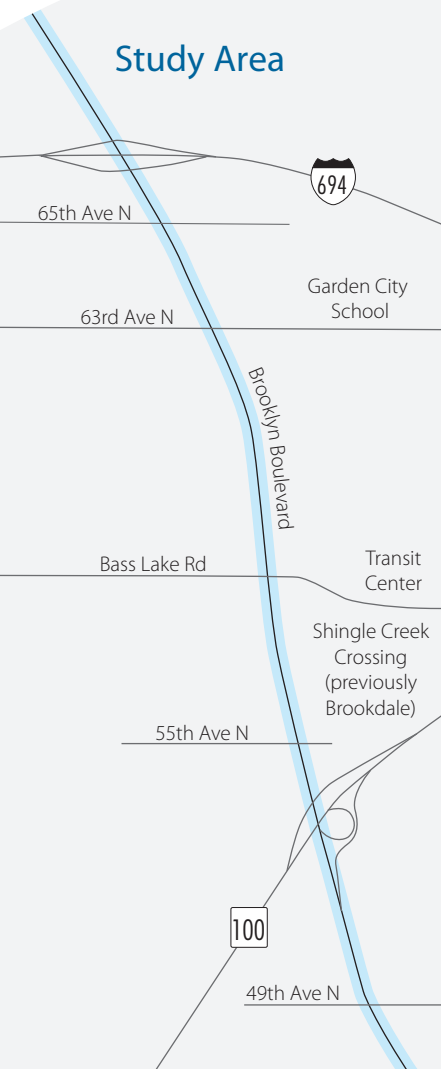 Study Area
694
65th Ave N
Garden City
School
63rd Ave N
Brooklyn Boulevard
Bass Lake Rd
Transit
Center
Shingle Creek
Crossing
(previously
Brookdale)
55th Ave N
100
49th Ave N